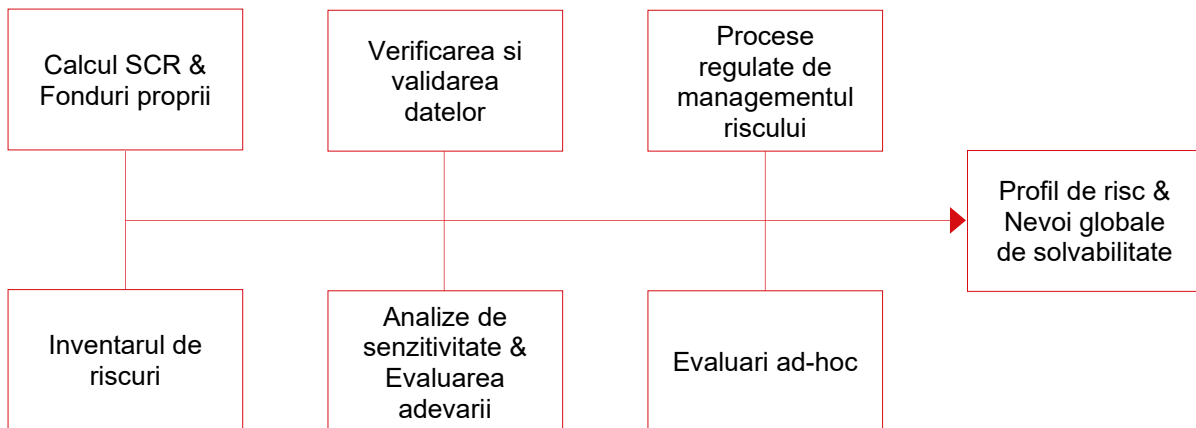 Calcul SCR &
Fonduri proprii
Verificarea si
validarea
datelor
Procese
regulate de
managementul
riscului
Profil de risc &
Nevoi globale
de solvabilitate
Inventarul de
riscuri
Analize de
senzitivitate &
Evaluarea
adevarii
Evaluari ad-hoc